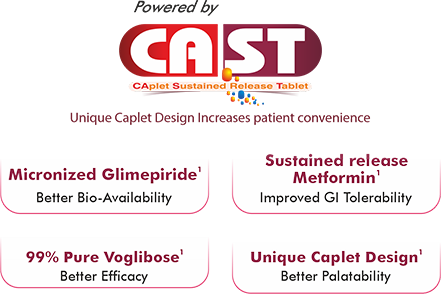 Powered by
CAST
CAplet Sustained Release Tablet
Unique Caplet Design Increases patient convenience
Micronized Glimepiride¹
Better Bio-Availability
Sustained release
Metformin¹
Improved GI Tolerability
99% Pure Voglibose¹
Better Efficacy
Unique Caplet Design¹
Better Palatability